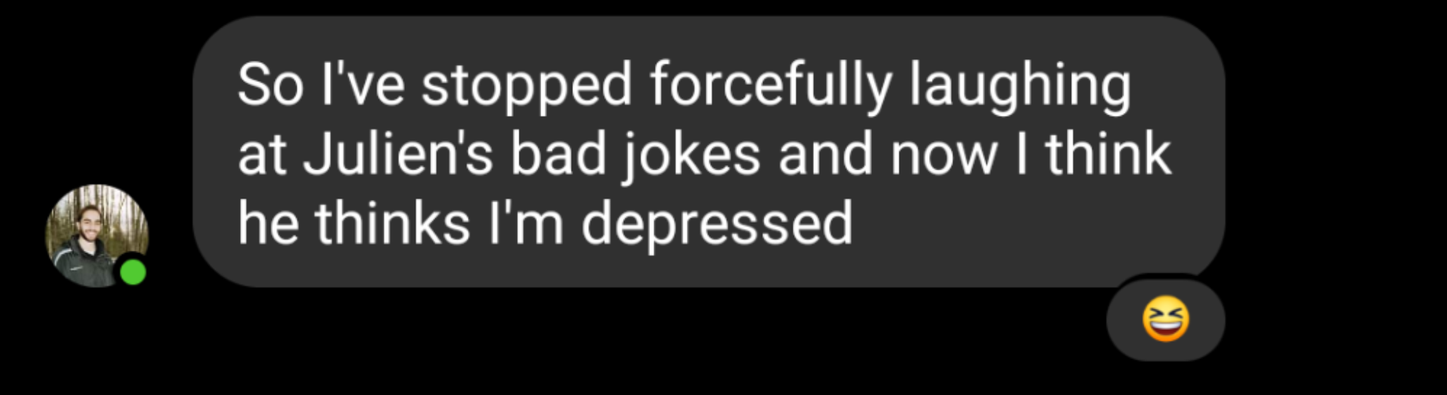 So I've stopped forcefully laughing
at Julien's bad jokes and now I think
he thinks I'm depressed